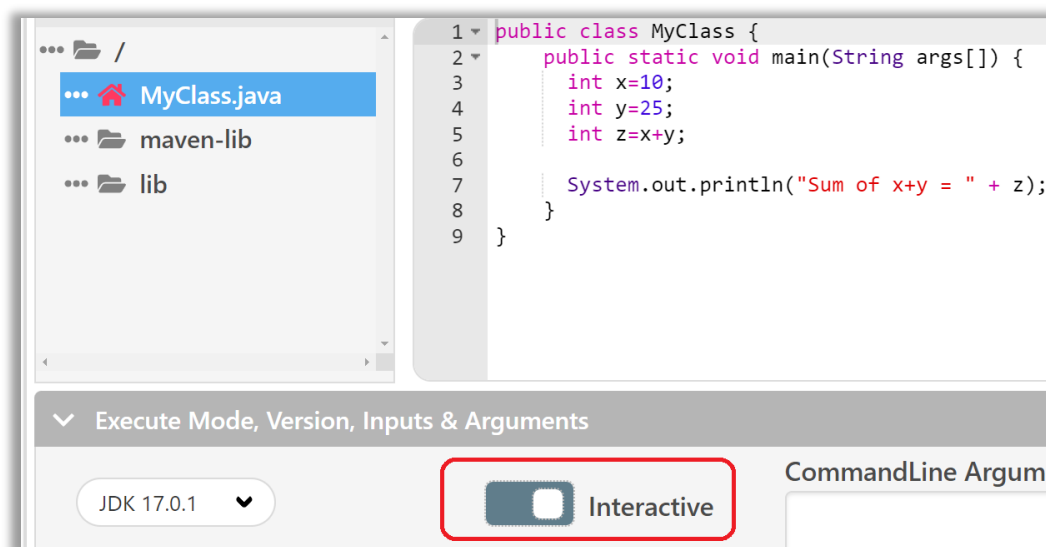 /
MyClass.java
maven-lib
lib
1 public class MyClass {
2 public static void main(String args[]) {
3 int x=10;
4 int y=25;
5 int z=x+y;
6
7 System.out.println("Sum of x+y = " + z);
8 }
9 }
Execute Mode, Version, Inputs & Arguments
JDK 17.0.1
Interactive
CommandLine Argum